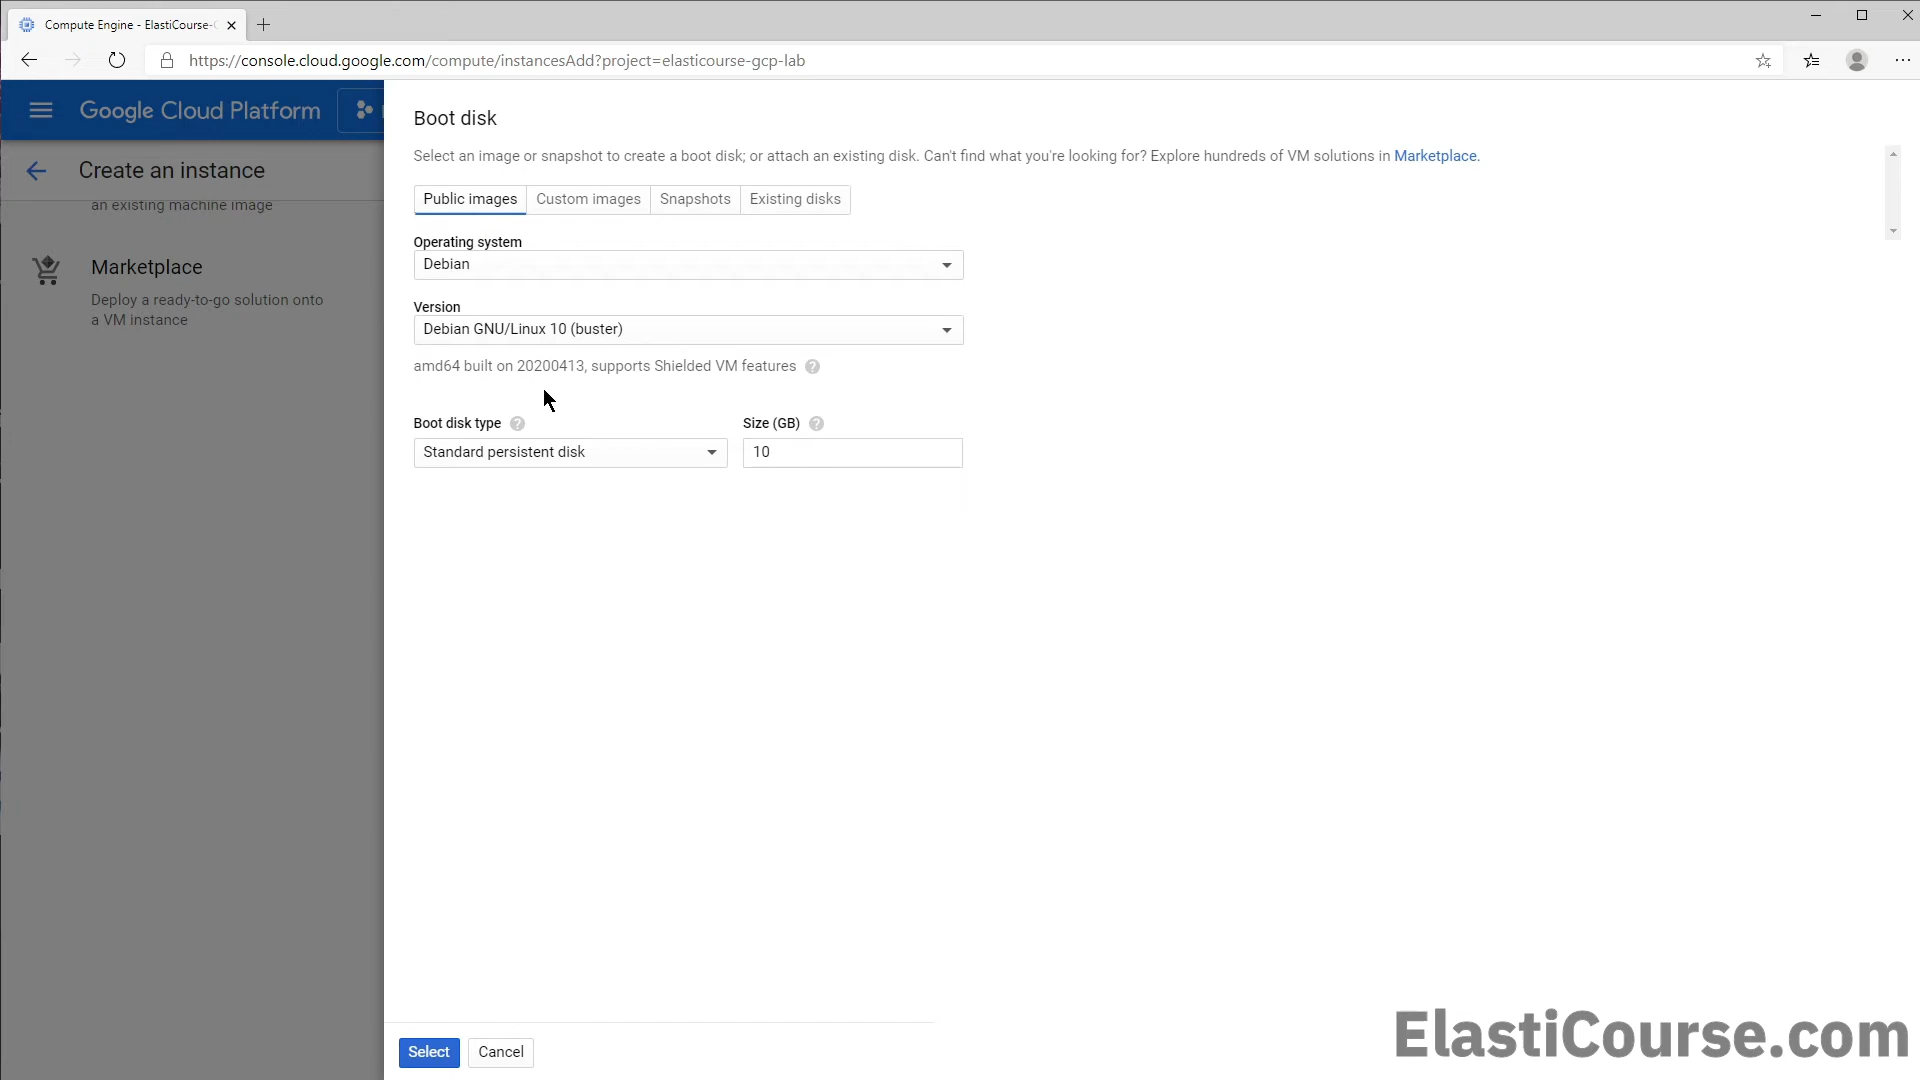 Compute Engine - ElastiCourse-
https://console.cloud.google.com/compute/instancesAdd?project=elasticourse-gcp-lab
Google Cloud Platform
Create an instance
an existing machine image
Marketplace
Deploy a ready-to-go solution onto
a VM instance
Boot disk
Select an image or snapshot to create a boot disk; or attach an existing disk. Can't find what you're looking for? Explore hundreds of VM solutions in Marketplace.
Public images Custom images Snapshots Existing disks
Operating system
Debian
Version
Debian GNU/Linux 10 (buster)
amd64 built on 20200413, supports Shielded VM features
Boot disk type Size (GB)
Standard persistent disk 10
Select Cancel
ElastiCourse.com